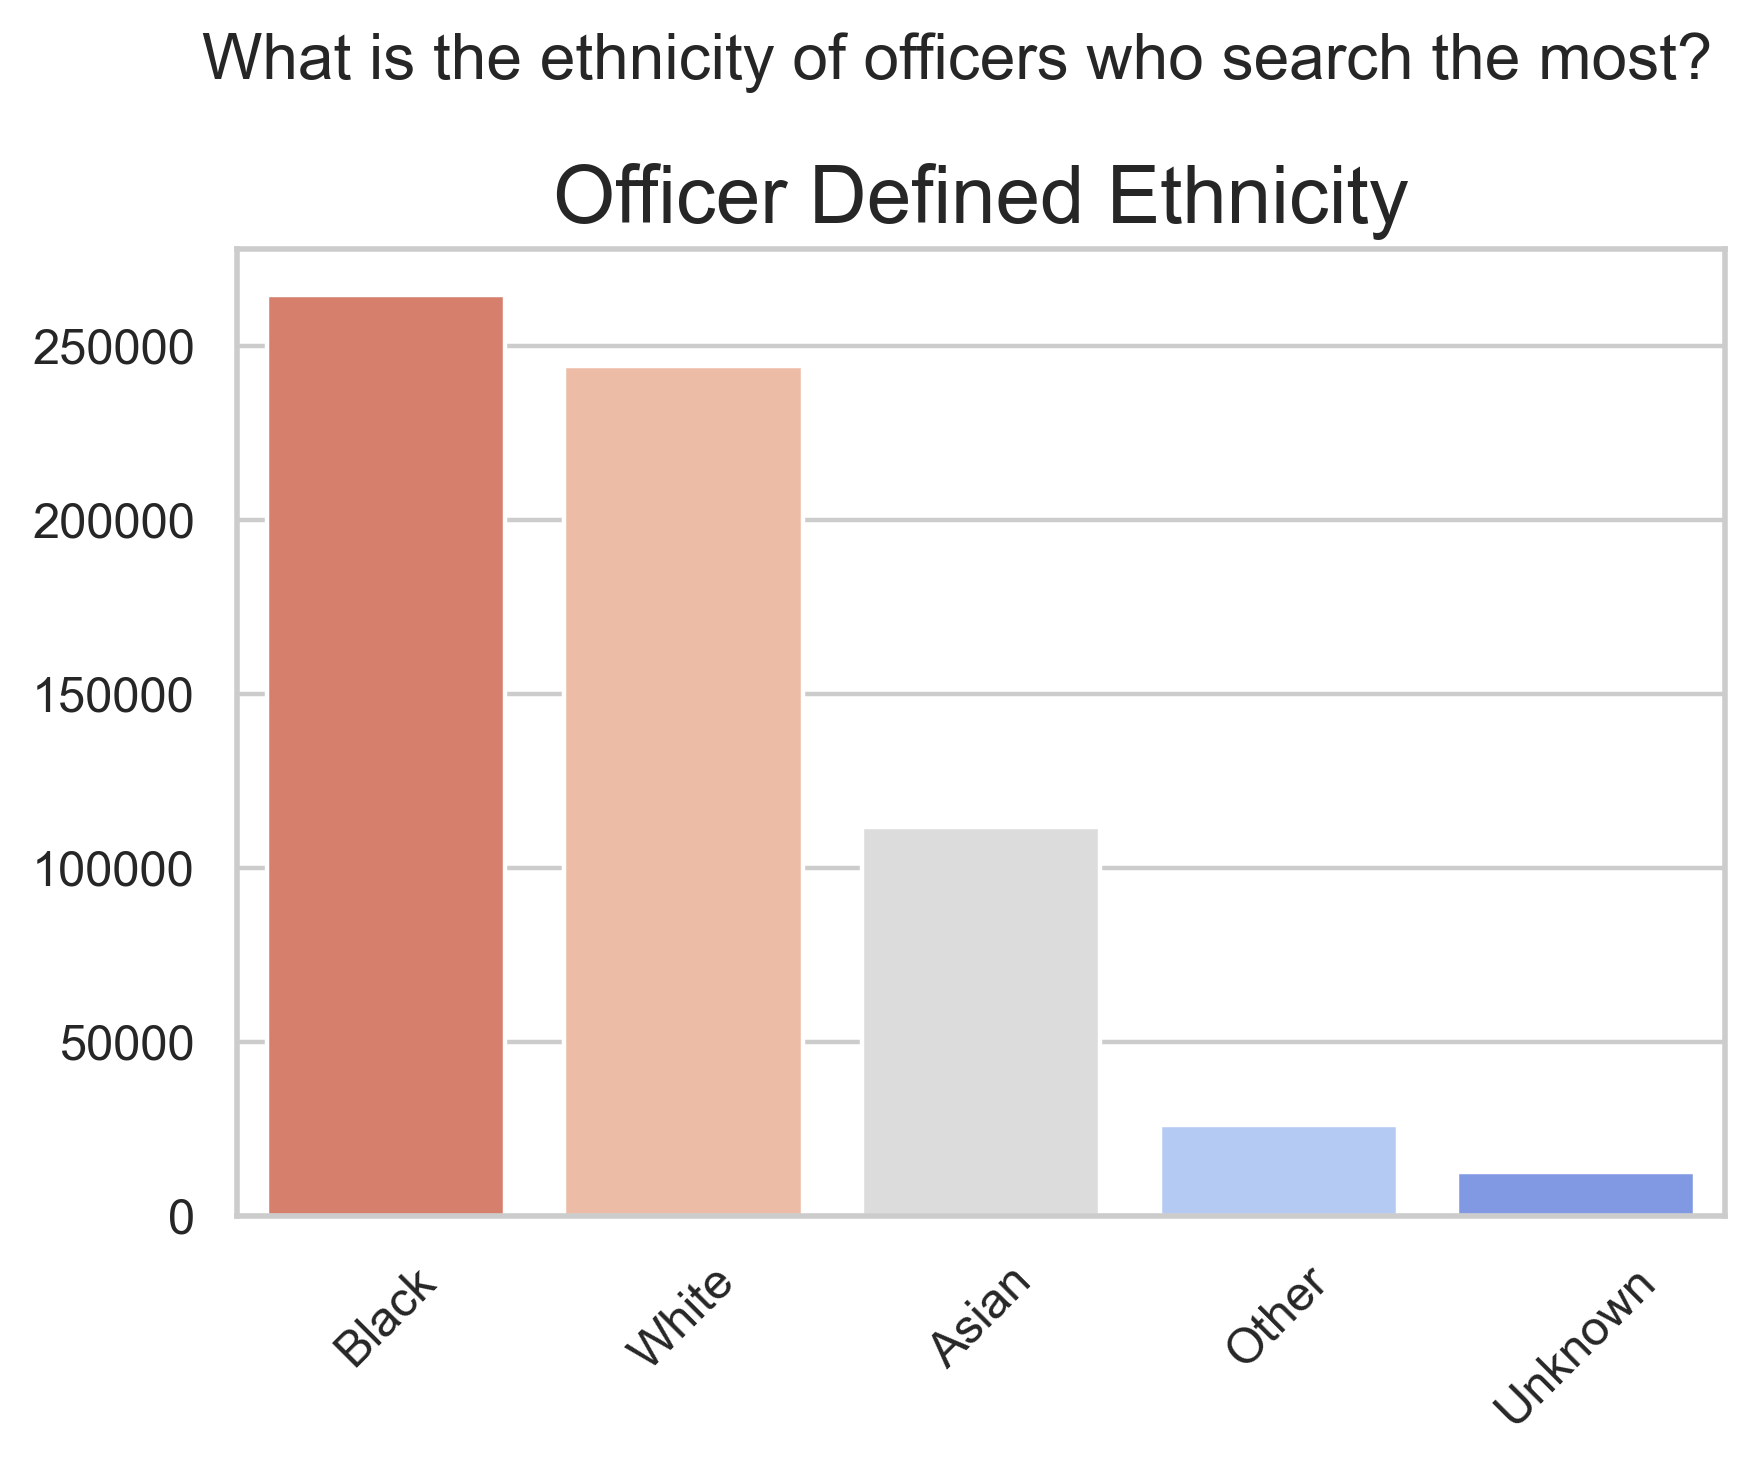 What is the ethnicity of officers who search the most?
Officer Defined Ethnicity
250000
200000
150000
100000
50000
0
Black
White
Asian
Other
Unknown